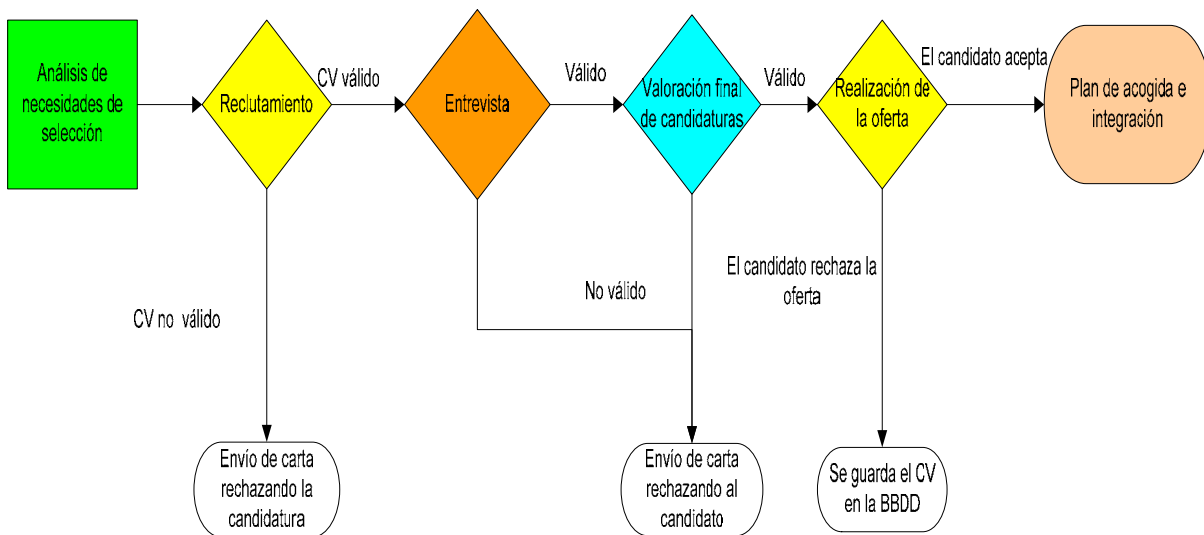 Análisis de
necesidades de
selección
Reclutamiento
CV válido
Entrevista
Válido
Valoración final
de candidaturas
Válido
Realización de
la oferta
El candidato acepta
Plan de acogida e
integración
CV no válido
No válido
El candidato rechaza la
oferta
Envío de carta
rechazando la
candidatura
Envío de carta
rechazando al
candidato
Se guarda el CV
en la BBDD